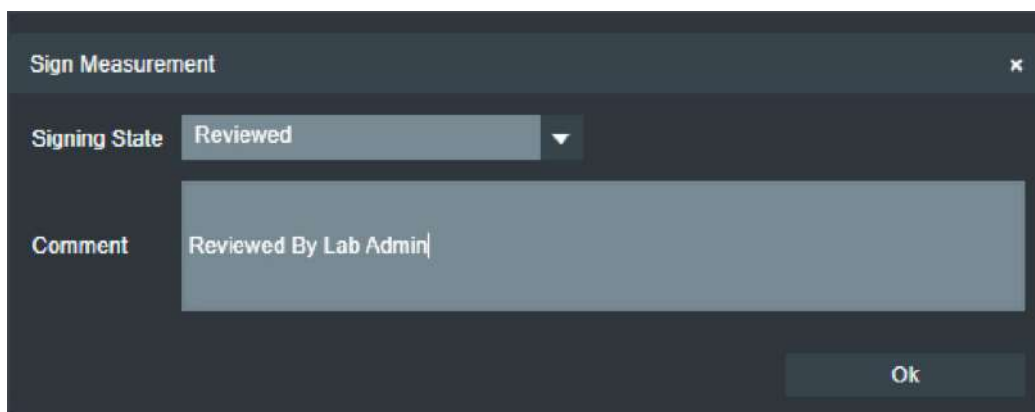 Sign Measurement
Signing State Reviewed
Comment Reviewed By Lab Admin
Ok